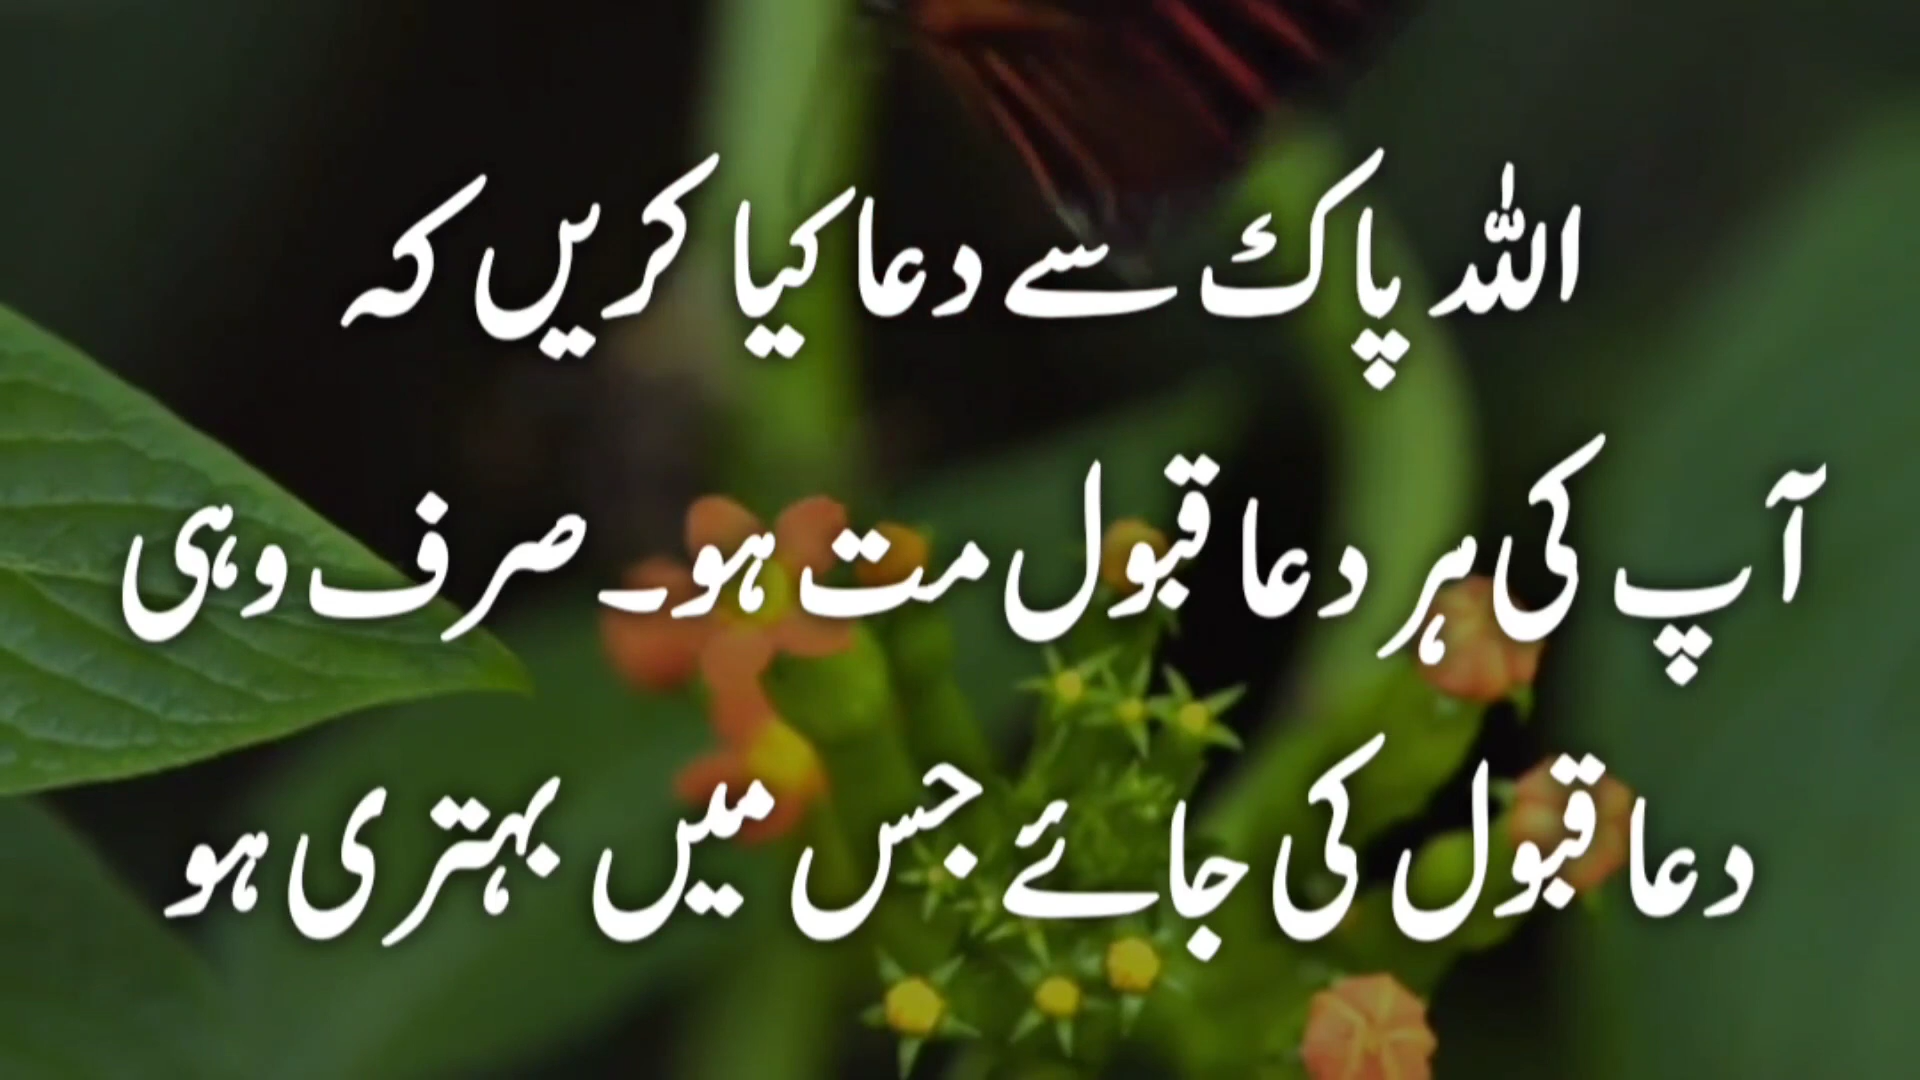 اللہ پاک سے دعا کیا کریں کہ
آپ کی ہر دعا قبول مت ہو۔ صرف وہی
دعا قبول کی جائے جس میں بہتری ہو